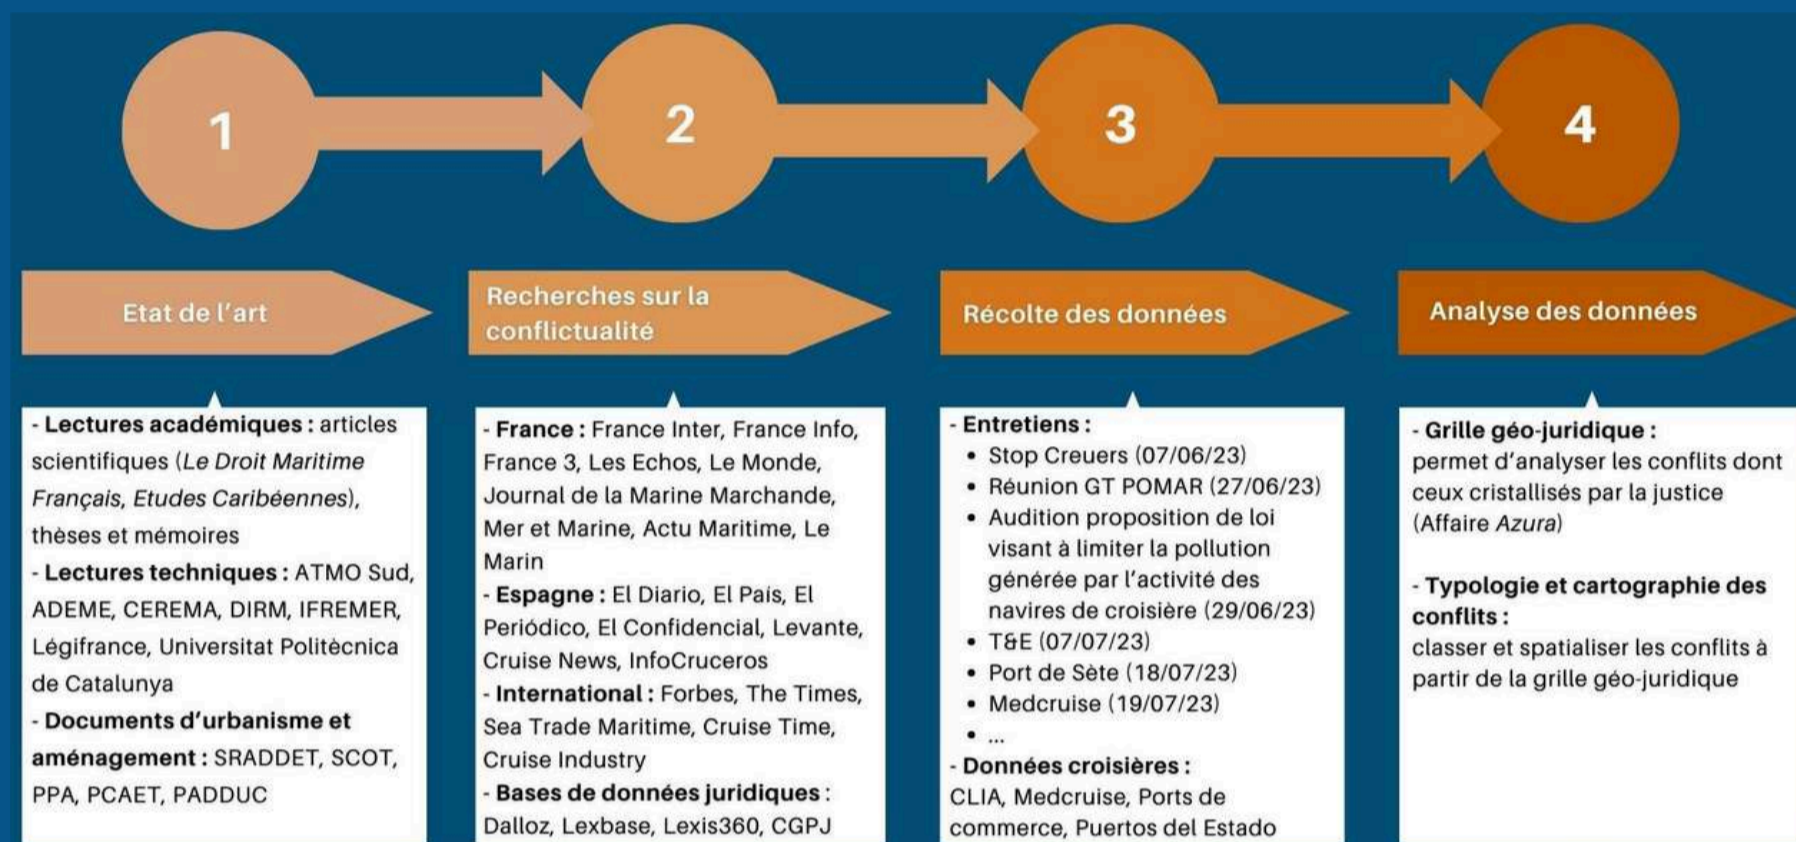 1
2
3
4
Etat de l'art
Recherches sur la
conflictualité
Récolte des données
Analyse des données
- Lectures académiques : articles
scientifiques (Le Droit Maritime
Français, Etudes Caribéennes),
thèses et mémoires
- Lectures techniques : ATMO Sud,
ADEME, CEREMA, DIRM, IFREMER,
Légifrance, Universitat Politècnica
de Catalunya
- Documents d'urbanisme et
aménagement : SRADDET, SCOT,
PPA, PCAET, PADDUC
- France : France Inter, France Info,
France 3, Les Echos, Le Monde,
Journal de la Marine Marchande,
Mer et Marine, Actu Maritime, Le
Marin
- Espagne : El Diario, El País, El
Periódico, El Confidencial, Levante,
Cruise News, InfoCruceros
- International : Forbes, The Times,
Sea Trade Maritime, Cruise Time,
Cruise Industry
- Bases de données juridiques :
Dalloz, Lexbase, Lexis360, CGPJ
- Entretiens :
• Stop Creuers (07/06/23)
• Réunion GT POMAR (27/06/23)
• Audition proposition de loi
visant à limiter la pollution
générée par l'activité des
navires de croisière (29/06/23)
• T&E (07/07/23)
• Port de Sète (18/07/23)
• Medcruise (19/07/23)
• ...
- Données croisières :
CLIA, Medcruise, Ports de
commerce, Puertos del Estado
- Grille géo-juridique :
permet d'analyser les conflits dont
ceux cristallisés par la justice
(Affaire Azura)
- Typologie et cartographie des
conflits :
classer et spatialiser les conflits à
partir de la grille géo-juridique